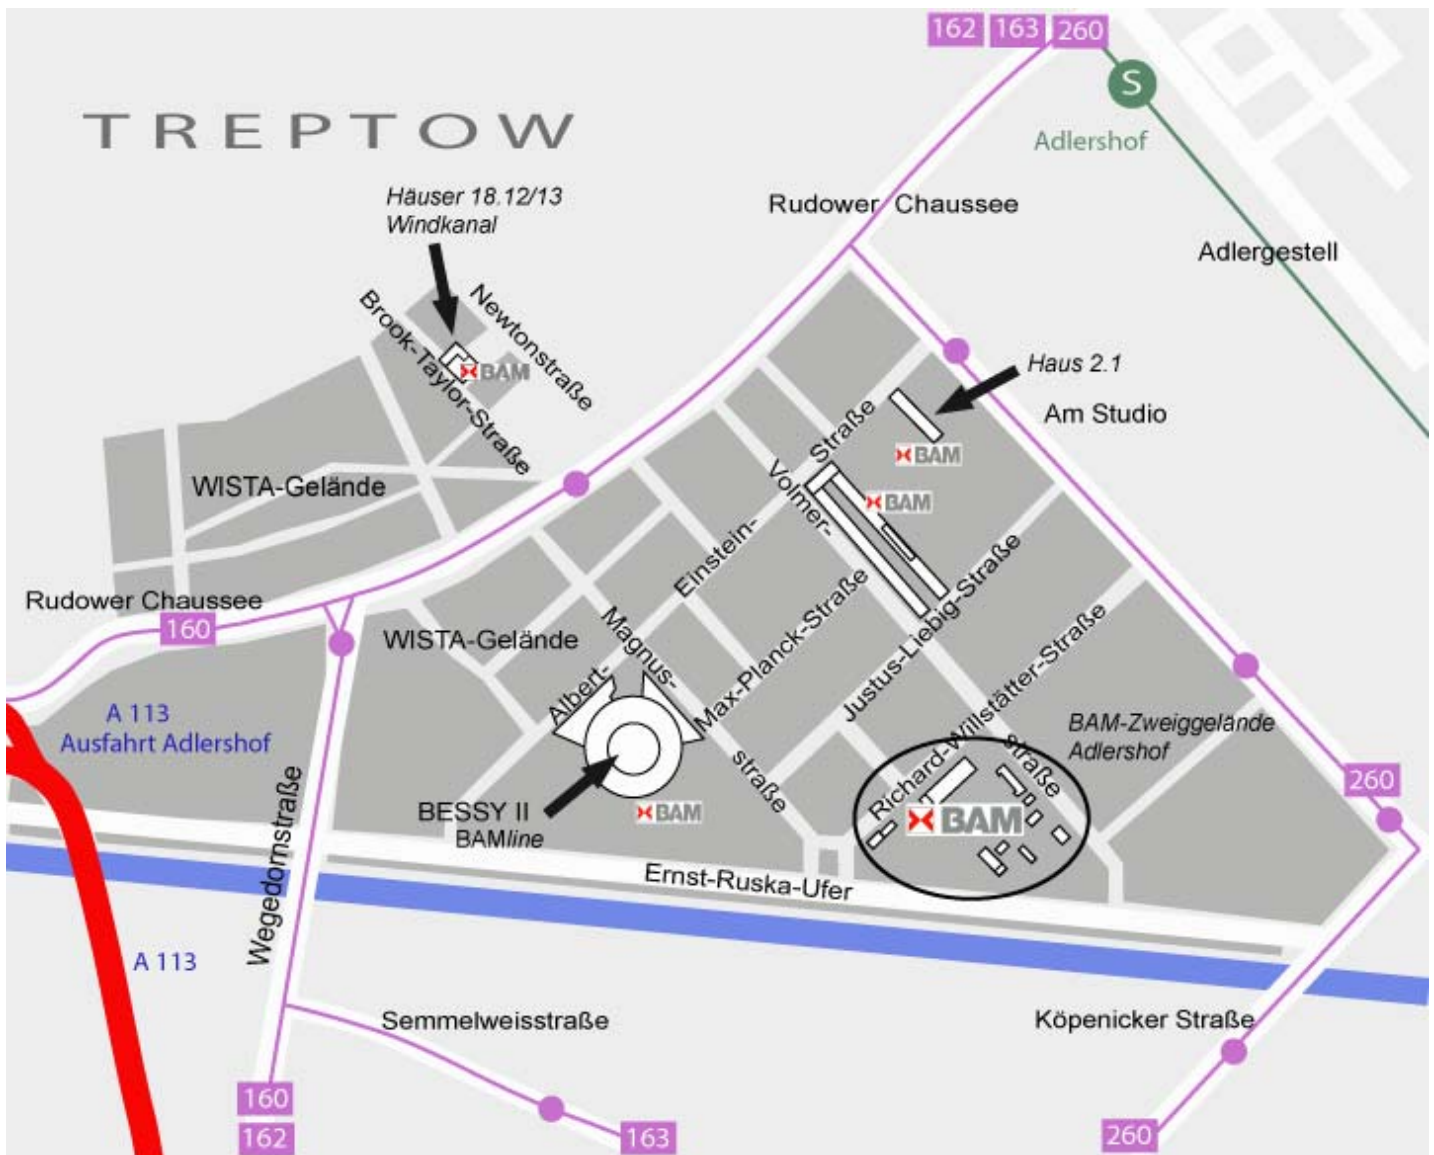 162 163 260
S
Adlershof
TREPTOW
Häuser 18.12/13
Windkanal
Rudower Chaussee
Adlergestell
Newtonstraße
Brook-Taylor-Straße
BAM
Haus 2.1
Am Studio
BAM
WISTA-Gelände
BAM
Albert-
Einstein-
Straße
Volmer-
straße
Rudower Chaussee
160
WISTA-Gelände
Magnus-
straße
Max-Planck-Straße
Justus-Liebig-Straße
Richard-Willstätter-Straße
A 113
Ausfahrt Adlershof
BAM-Zweiggelände
Adlershof
260
BESSY II
BAMline
BAM
BAM
Wegedornstraße
Ernst-Ruska-Ufer
A 113
Semmelweisstraße
Köpenicker Straße
160
162
163
260